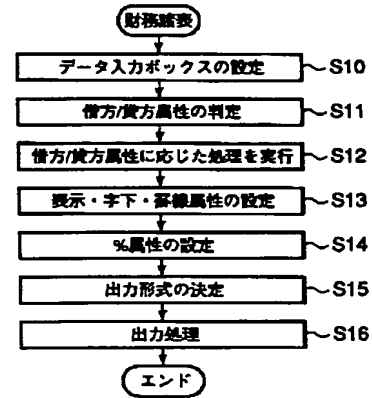 財務諸表
データ入力ボックスの設定 S10
借方/貸方属性の判定 S11
借方/貸方属性に応じた処理を実行 S12
表示・字下・罫線属性の設定 S13
%属性の設定 S14
出力形式の決定 S15
出力処理 S16
エンド